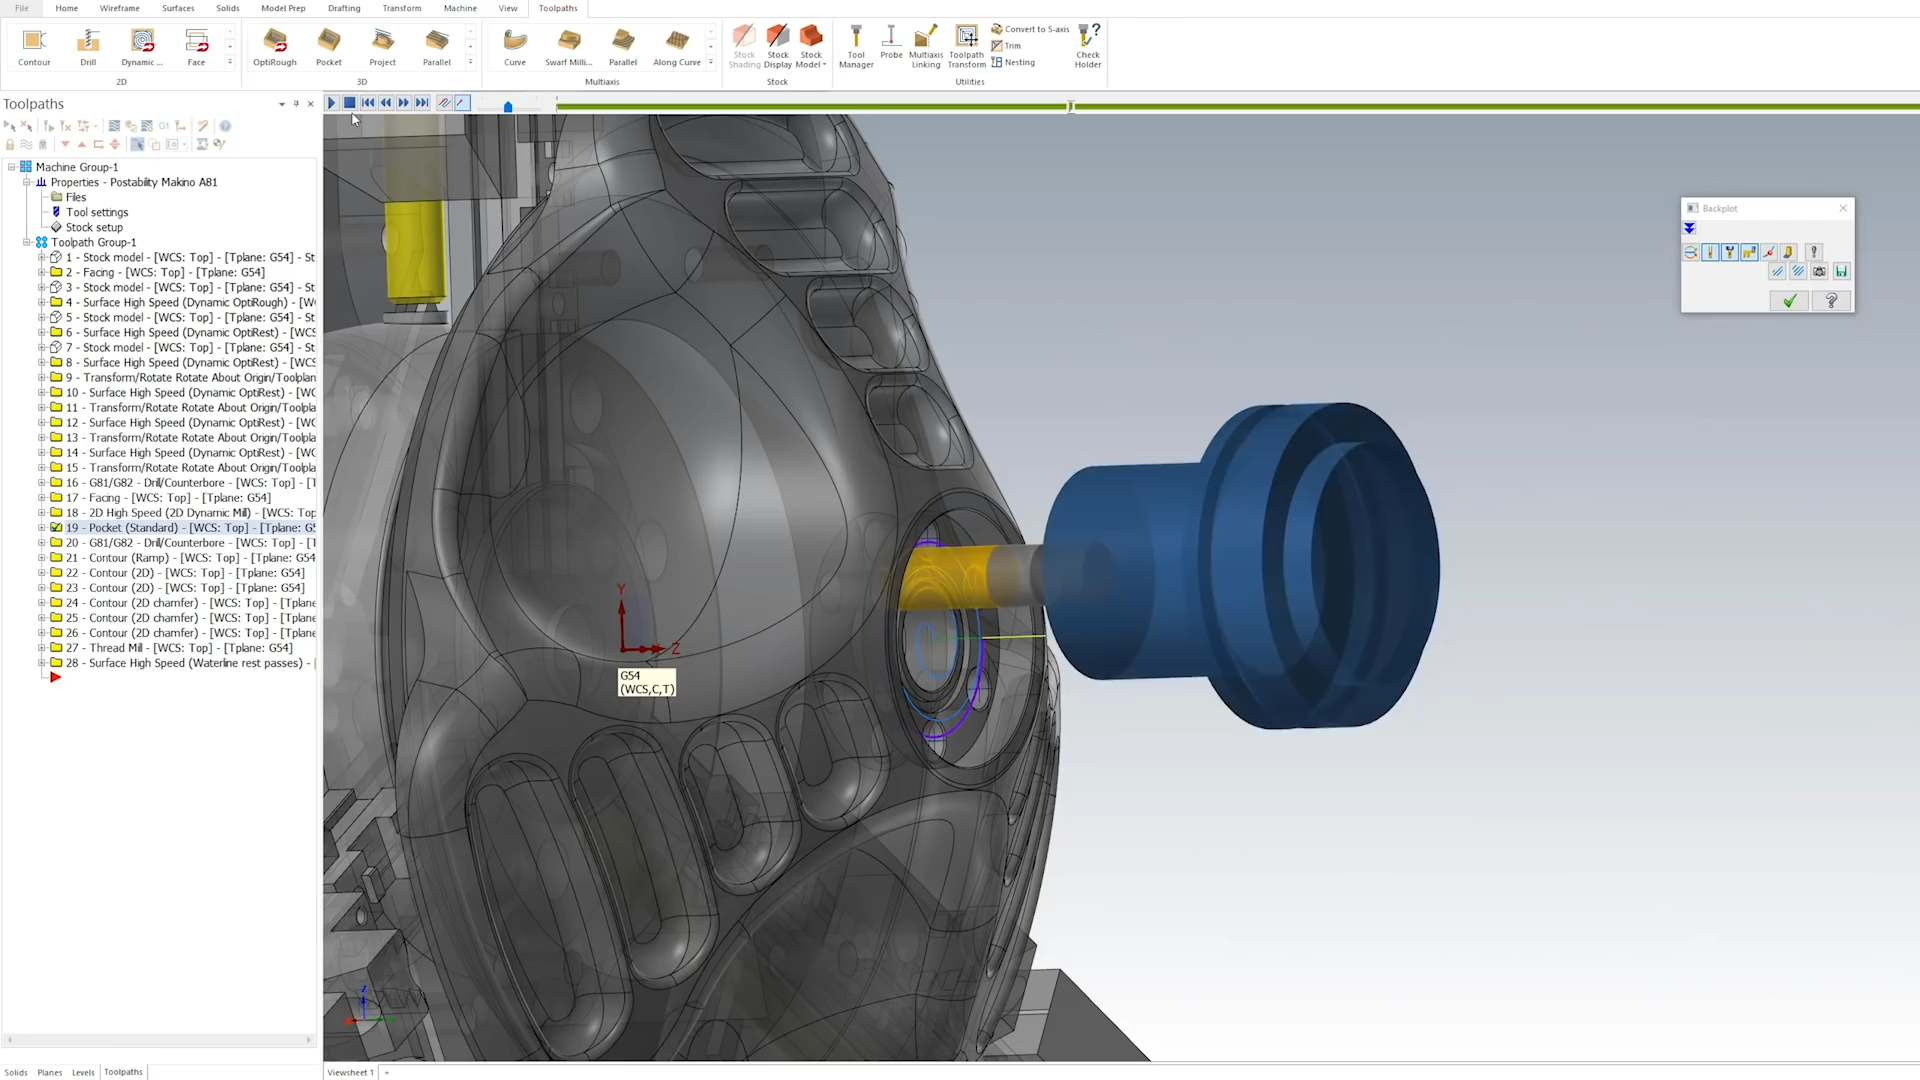 File Home Wireframe Surfaces Solids Model Prep Drafting Transform Machine View Toolpaths
Contour Drill Dynamic ... Face
OptiRough Pocket Project Parallel
Curve Swarf Milli... Parallel Along Curve
Stock Shading Stock Display Stock Model
Tool Manager Probe Multiaxis Linking Toolpath Transform
Convert to 5-axis
Trim
Nesting
Check Holder
2D 3D Multiaxis Stock Utilities
Toolpaths
G1
Machine Group-1
Properties - Postability Makino A81
Files
Tool settings
Stock setup
Toolpath Group-1
1 - Stock model - [WCS: Top] - [Tplane: G54] - St
2 - Facing - [WCS: Top] - [Tplane: G54]
3 - Stock model - [WCS: Top] - [Tplane: G54] - St
4 - Surface High Speed (Dynamic OptiRough) - [W
5 - Stock model - [WCS: Top] - [Tplane: G54] - St
6 - Surface High Speed (Dynamic OptiRest) - [WCS
7 - Stock model - [WCS: Top] - [Tplane: G54] - St
8 - Surface High Speed (Dynamic OptiRest) - [WCS
9 - Transform/Rotate Rotate About Origin/Toolplan
10 - Surface High Speed (Dynamic OptiRest) - [WC
11 - Transform/Rotate Rotate About Origin/Toolpla
12 - Surface High Speed (Dynamic OptiRest) - [WC
13 - Transform/Rotate Rotate About Origin/Toolpla
14 - Surface High Speed (Dynamic OptiRest) - [WC
15 - Transform/Rotate Rotate About Origin/Toolpla
16 - G81/G82 - Drill/Counterbore - [WCS: Top] - [T
17 - Facing - [WCS: Top] - [Tplane: G54]
18 - 2D High Speed (2D Dynamic Mill) - [WCS: Top
19 - Pocket (Standard) - [WCS: Top] - [Tplane: G5
20 - G81/G82 - Drill/Counterbore - [WCS: Top] - [T
21 - Contour (Ramp) - [WCS: Top] - [Tplane: G54
22 - Contour (2D) - [WCS: Top] - [Tplane: G54]
23 - Contour (2D) - [WCS: Top] - [Tplane: G54]
24 - Contour (2D chamfer) - [WCS: Top] - [Tplane
25 - Contour (2D chamfer) - [WCS: Top] - [Tplane
26 - Contour (2D chamfer) - [WCS: Top] - [Tplane
27 - Thread Mill - [WCS: Top] - [Tplane: G54]
28 - Surface High Speed (Waterline rest passes) - [
Backplot
Y
Z
G54
(WCS,C,T)
Z
Solids Planes Levels Toolpaths
Viewsheet 1 +